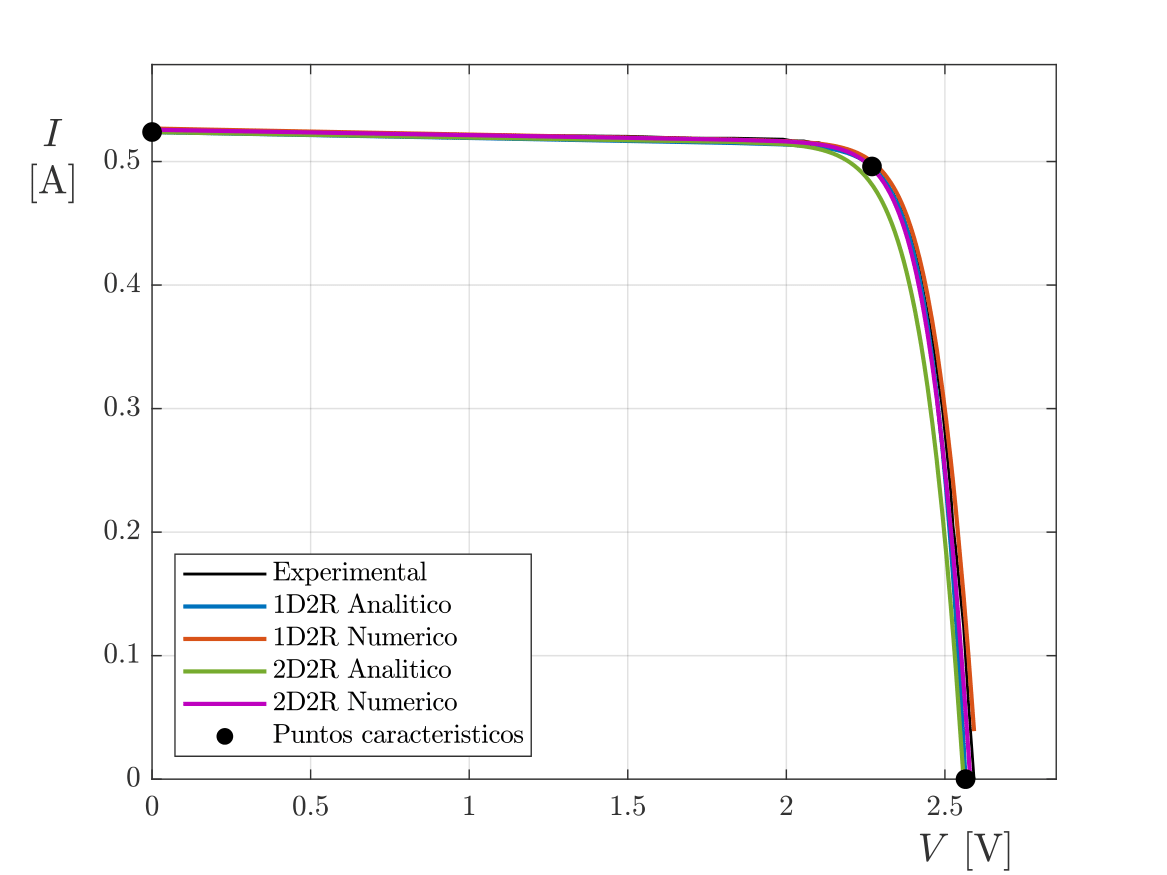 I
[A]
0.5
0.4
0.3
0.2
0.1
0
Experimental
1D2R Analitico
1D2R Numerico
2D2R Analitico
2D2R Numerico
Puntos caracteristicos
0 0.5 1 1.5 2 2.5
V [V]